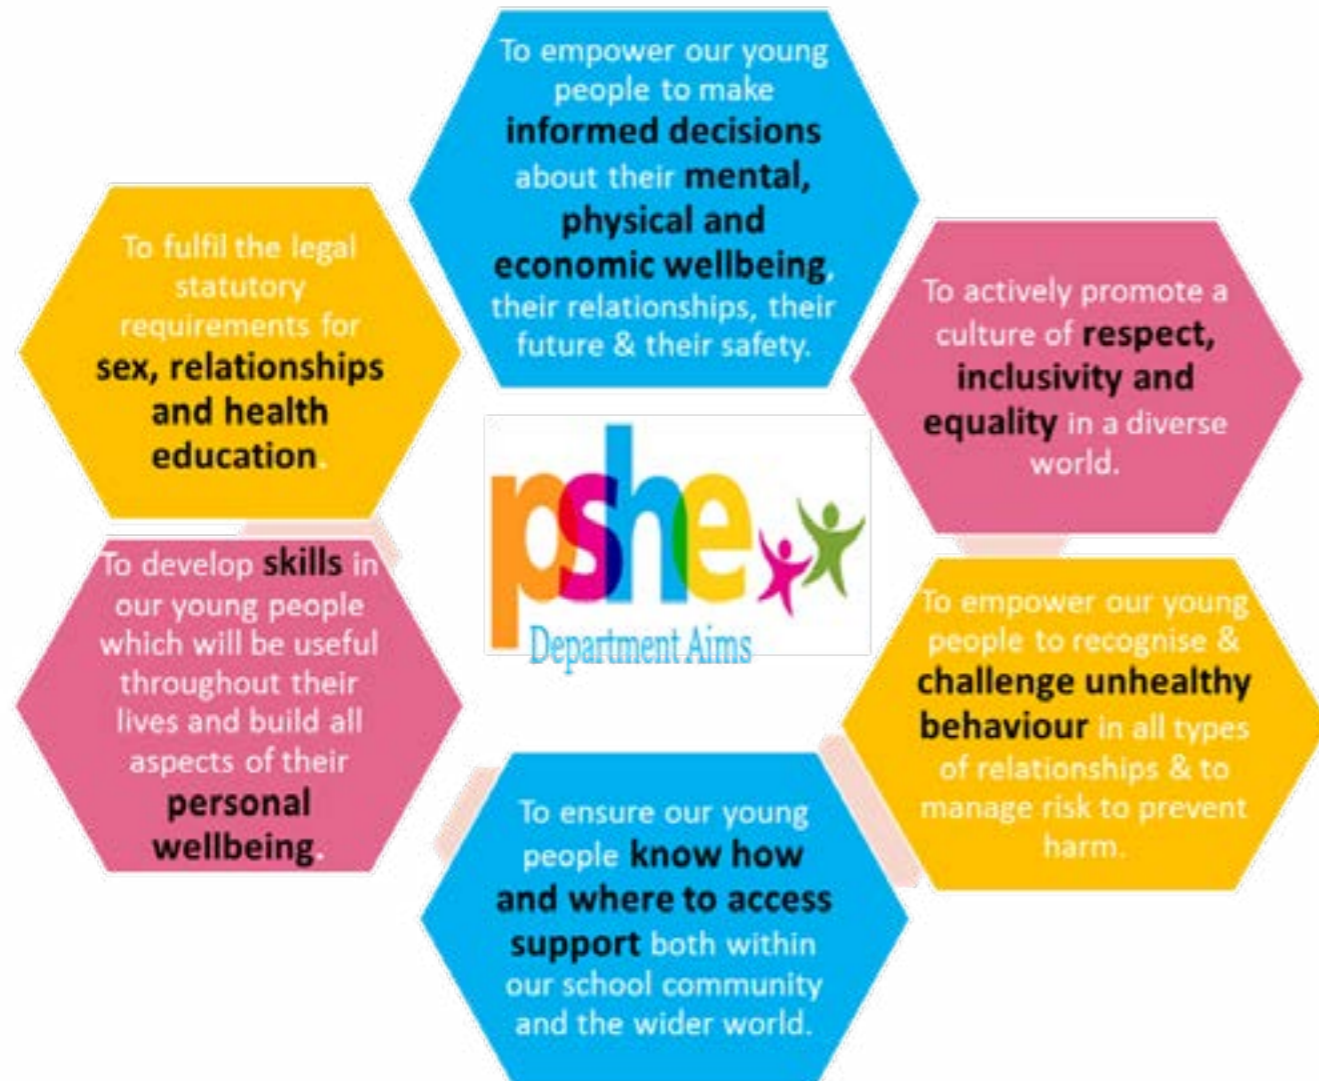 To empower our young
people to make
informed decisions
about their mental,
physical and
economic wellbeing,
their relationships, their
future & their safety.
To actively promote a
culture of respect,
inclusivity and
equality in a diverse
world.
To empower our young
people to recognise &
challenge unhealthy
behaviour in all types
of relationships & to
manage risk to prevent
harm.
To ensure our young
people know how
and where to access
support both within
our school community
and the wider world.
To develop skills in
our young people
which will be useful
throughout their
lives and build all
aspects of their
personal
wellbeing.
To fulfil the legal
statutory
requirements for
sex, relationships
and health
education.
pshe
Department Aims